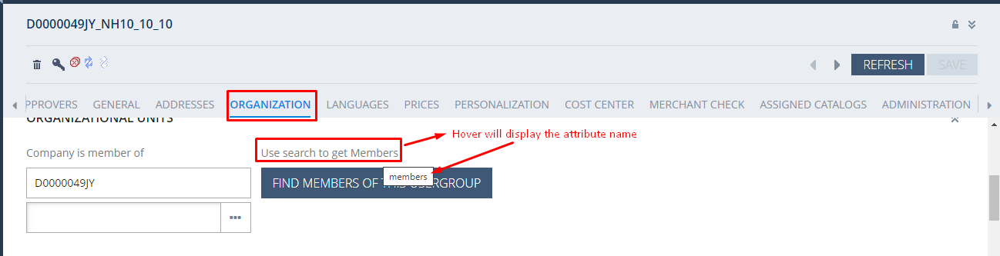 D0000049JY_NH10_10_10
REFRESH SAVE
PPROVERS GENERAL ADDRESSES ORGANIZATION LANGUAGES PRICES PERSONALIZATION COST CENTER MERCHANT CHECK ASSIGNED CATALOGS ADMINISTRATION
ORGANIZATIONAL UNITS
Hover will display the attribute name
Company is member of Use search to get Members
members
D0000049JY FIND MEMBERS OF THIS USERGROUP
•••